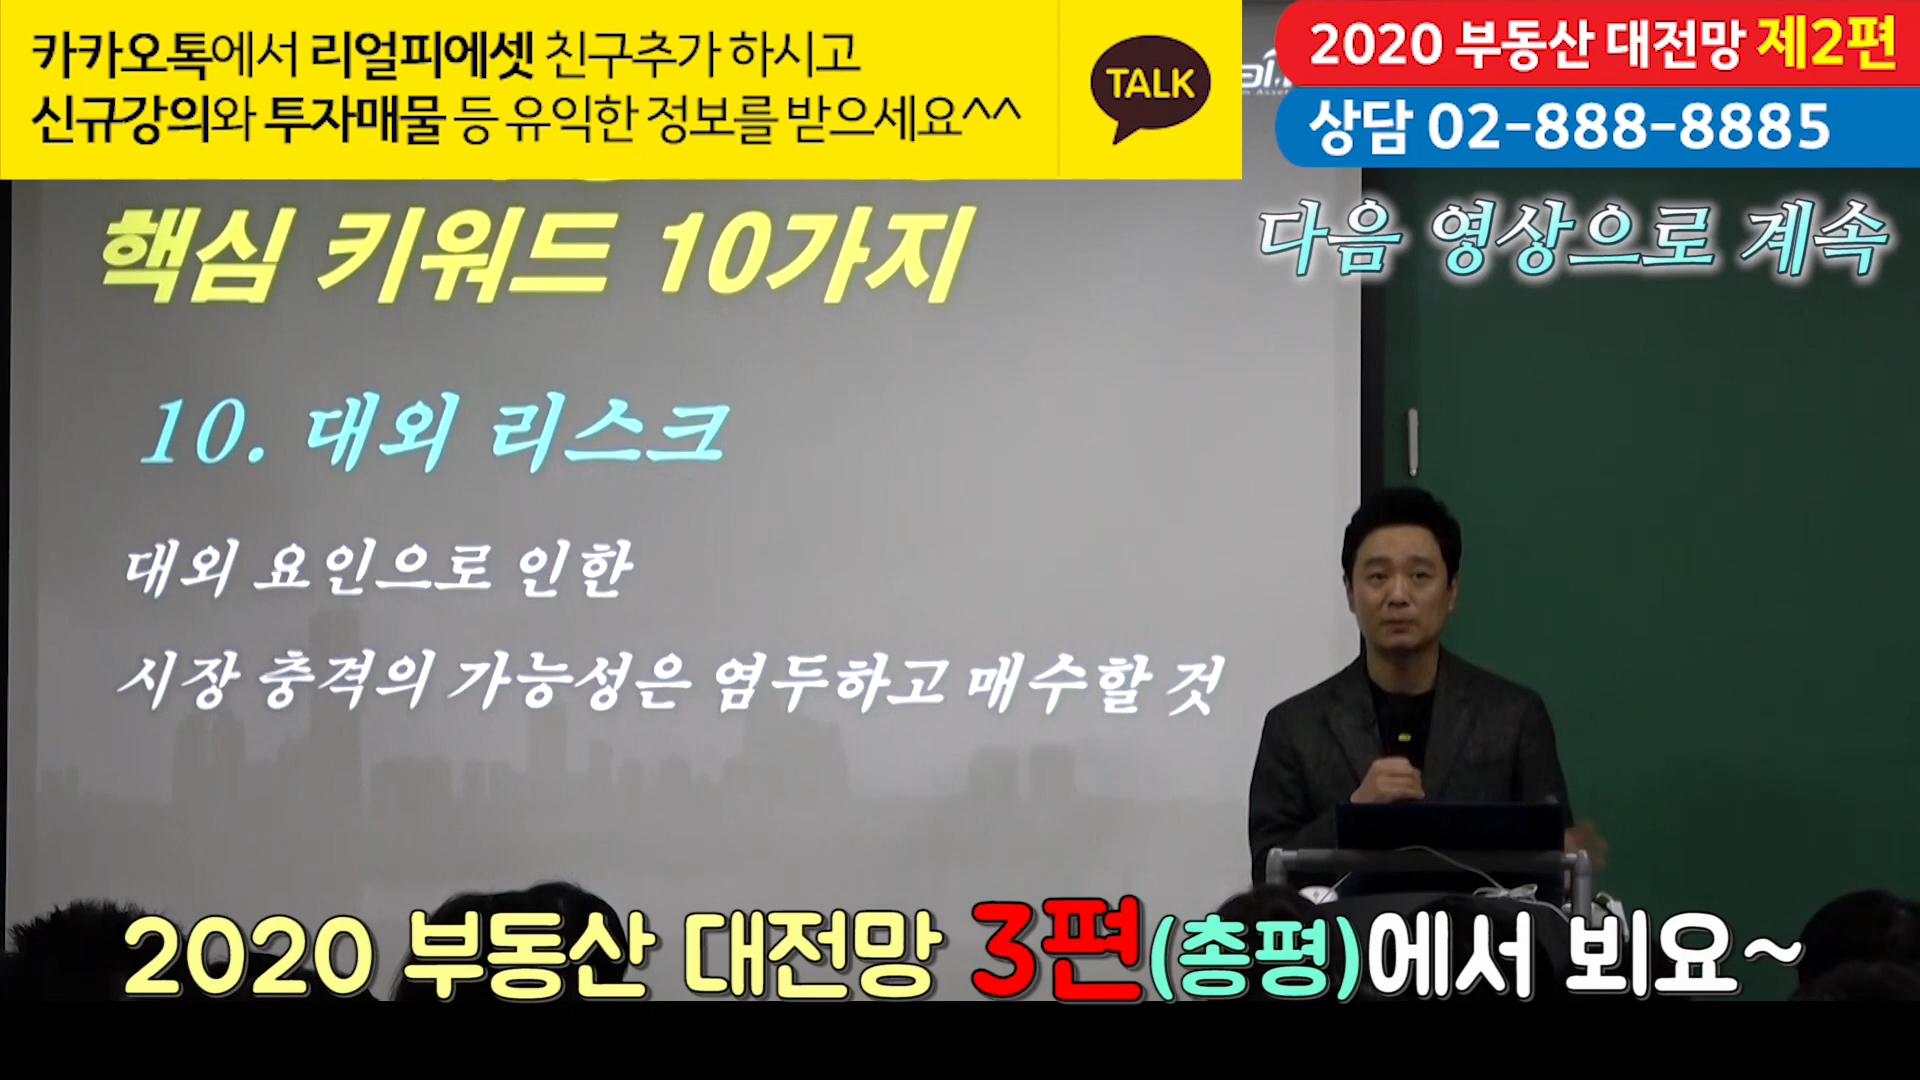 카카오톡에서 리얼피에셋 친구추가 하시고
신규강의와 투자매물 등 유익한 정보를 받으세요^^
TALK
2020 부동산 대전망 제2편
상담 02-888-8885
다음 영상으로 계속
핵심 키워드 10가지
10. 대외 리스크
대외 요인으로 인한
시장 충격의 가능성은 염두하고 매수할 것
2020 부동산 대전망 3편(총평)에서 뵈요~